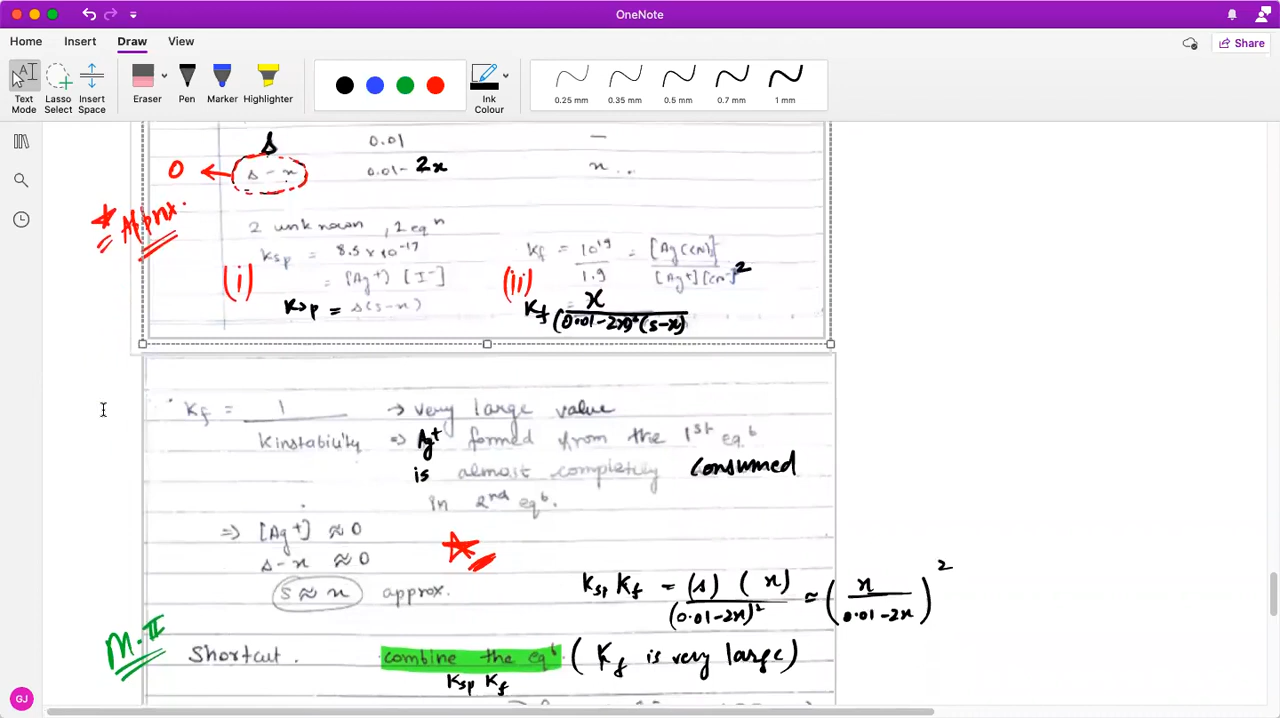 OneNote
Home Insert Draw View
Share
Text Mode
Lasso Select
Insert Space
Eraser
Pen
Marker
Highlighter
Ink Colour
0.25 mm 0.35 mm 0.5 mm 0.7 mm 1 mm
s 0.01 —
0 ← s - x 0.01 - 2x x ..
* Approx.
2 unknown, 2 eqⁿ
Ksp = 8.5 x 10⁻¹⁷
= [Ag+] [I⁻]
(i)
Ksp = s(s-x)
Kf = 10¹⁹ / 1.9 = [Ag(CN)] / [Ag+][CN⁻]²
(ii)
Kf = x / (0.01-2x)²(s-x)
Kf = 1 / Kinstability → very large value
⇒ Ag+ formed from the 1st eqb
is almost completely consumed
in 2nd eqb.
⇒ [Ag+] ≈ 0
s - x ≈ 0
s ≈ x approx.
Ksp Kf = (s) (x) / (0.01-2x)² ≈ (x / 0.01-2x)²
M.II
Shortcut. combine the eqb (Kf is very large)
Ksp Kf
GJ